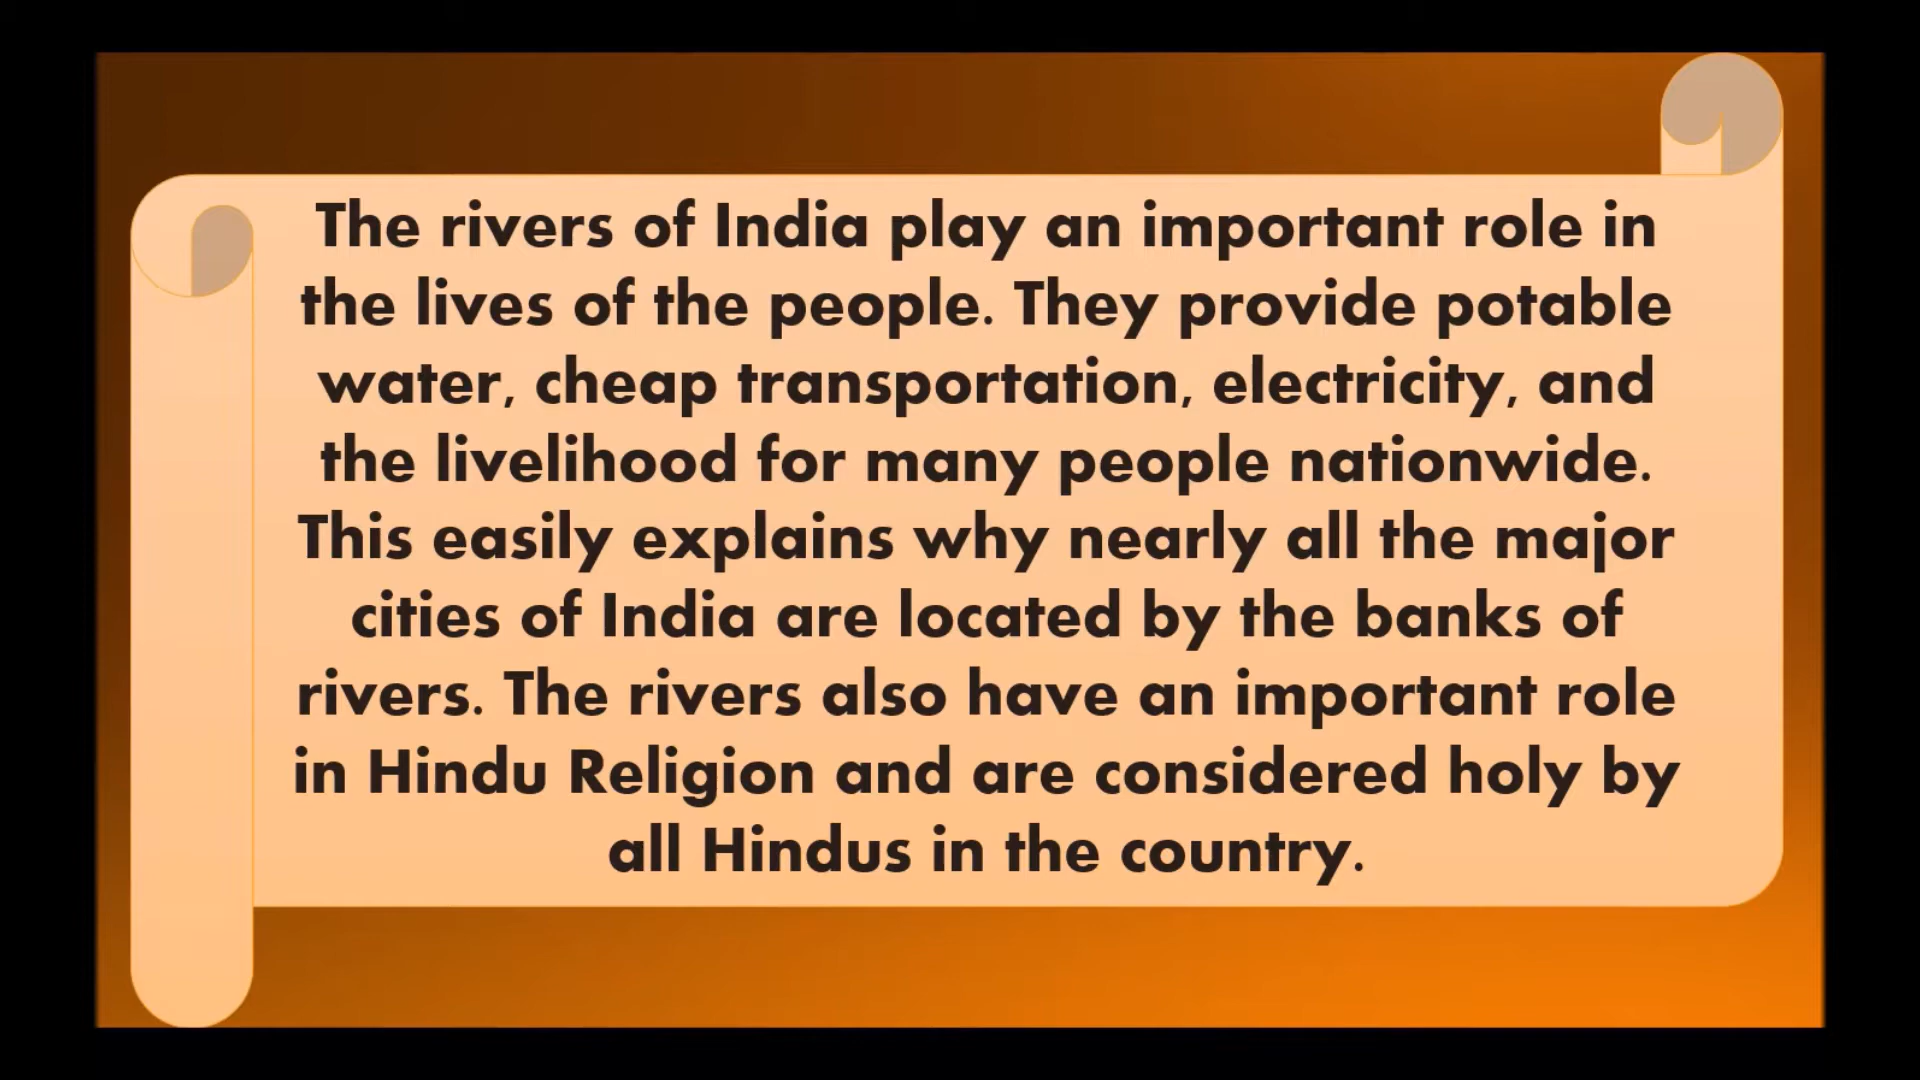 The rivers of India play an important role in
the lives of the people. They provide potable
water, cheap transportation, electricity, and
the livelihood for many people nationwide.
This easily explains why nearly all the major
cities of India are located by the banks of
rivers. The rivers also have an important role
in Hindu Religion and are considered holy by
all Hindus in the country.